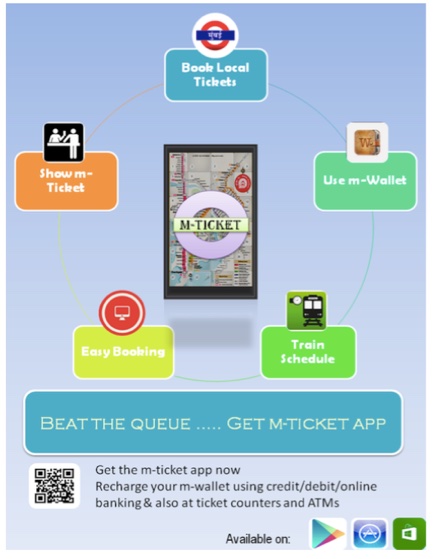 मुंबई
Book Local
Tickets
Show m-
Ticket
Use m-Wallet
M-TICKET
Easy Booking
Train
Schedule
BEAT THE QUEUE ..... GET M-TICKET APP
Get the m-ticket app now
Recharge your m-wallet using credit/debit/online
banking & also at ticket counters and ATMs
Available on: